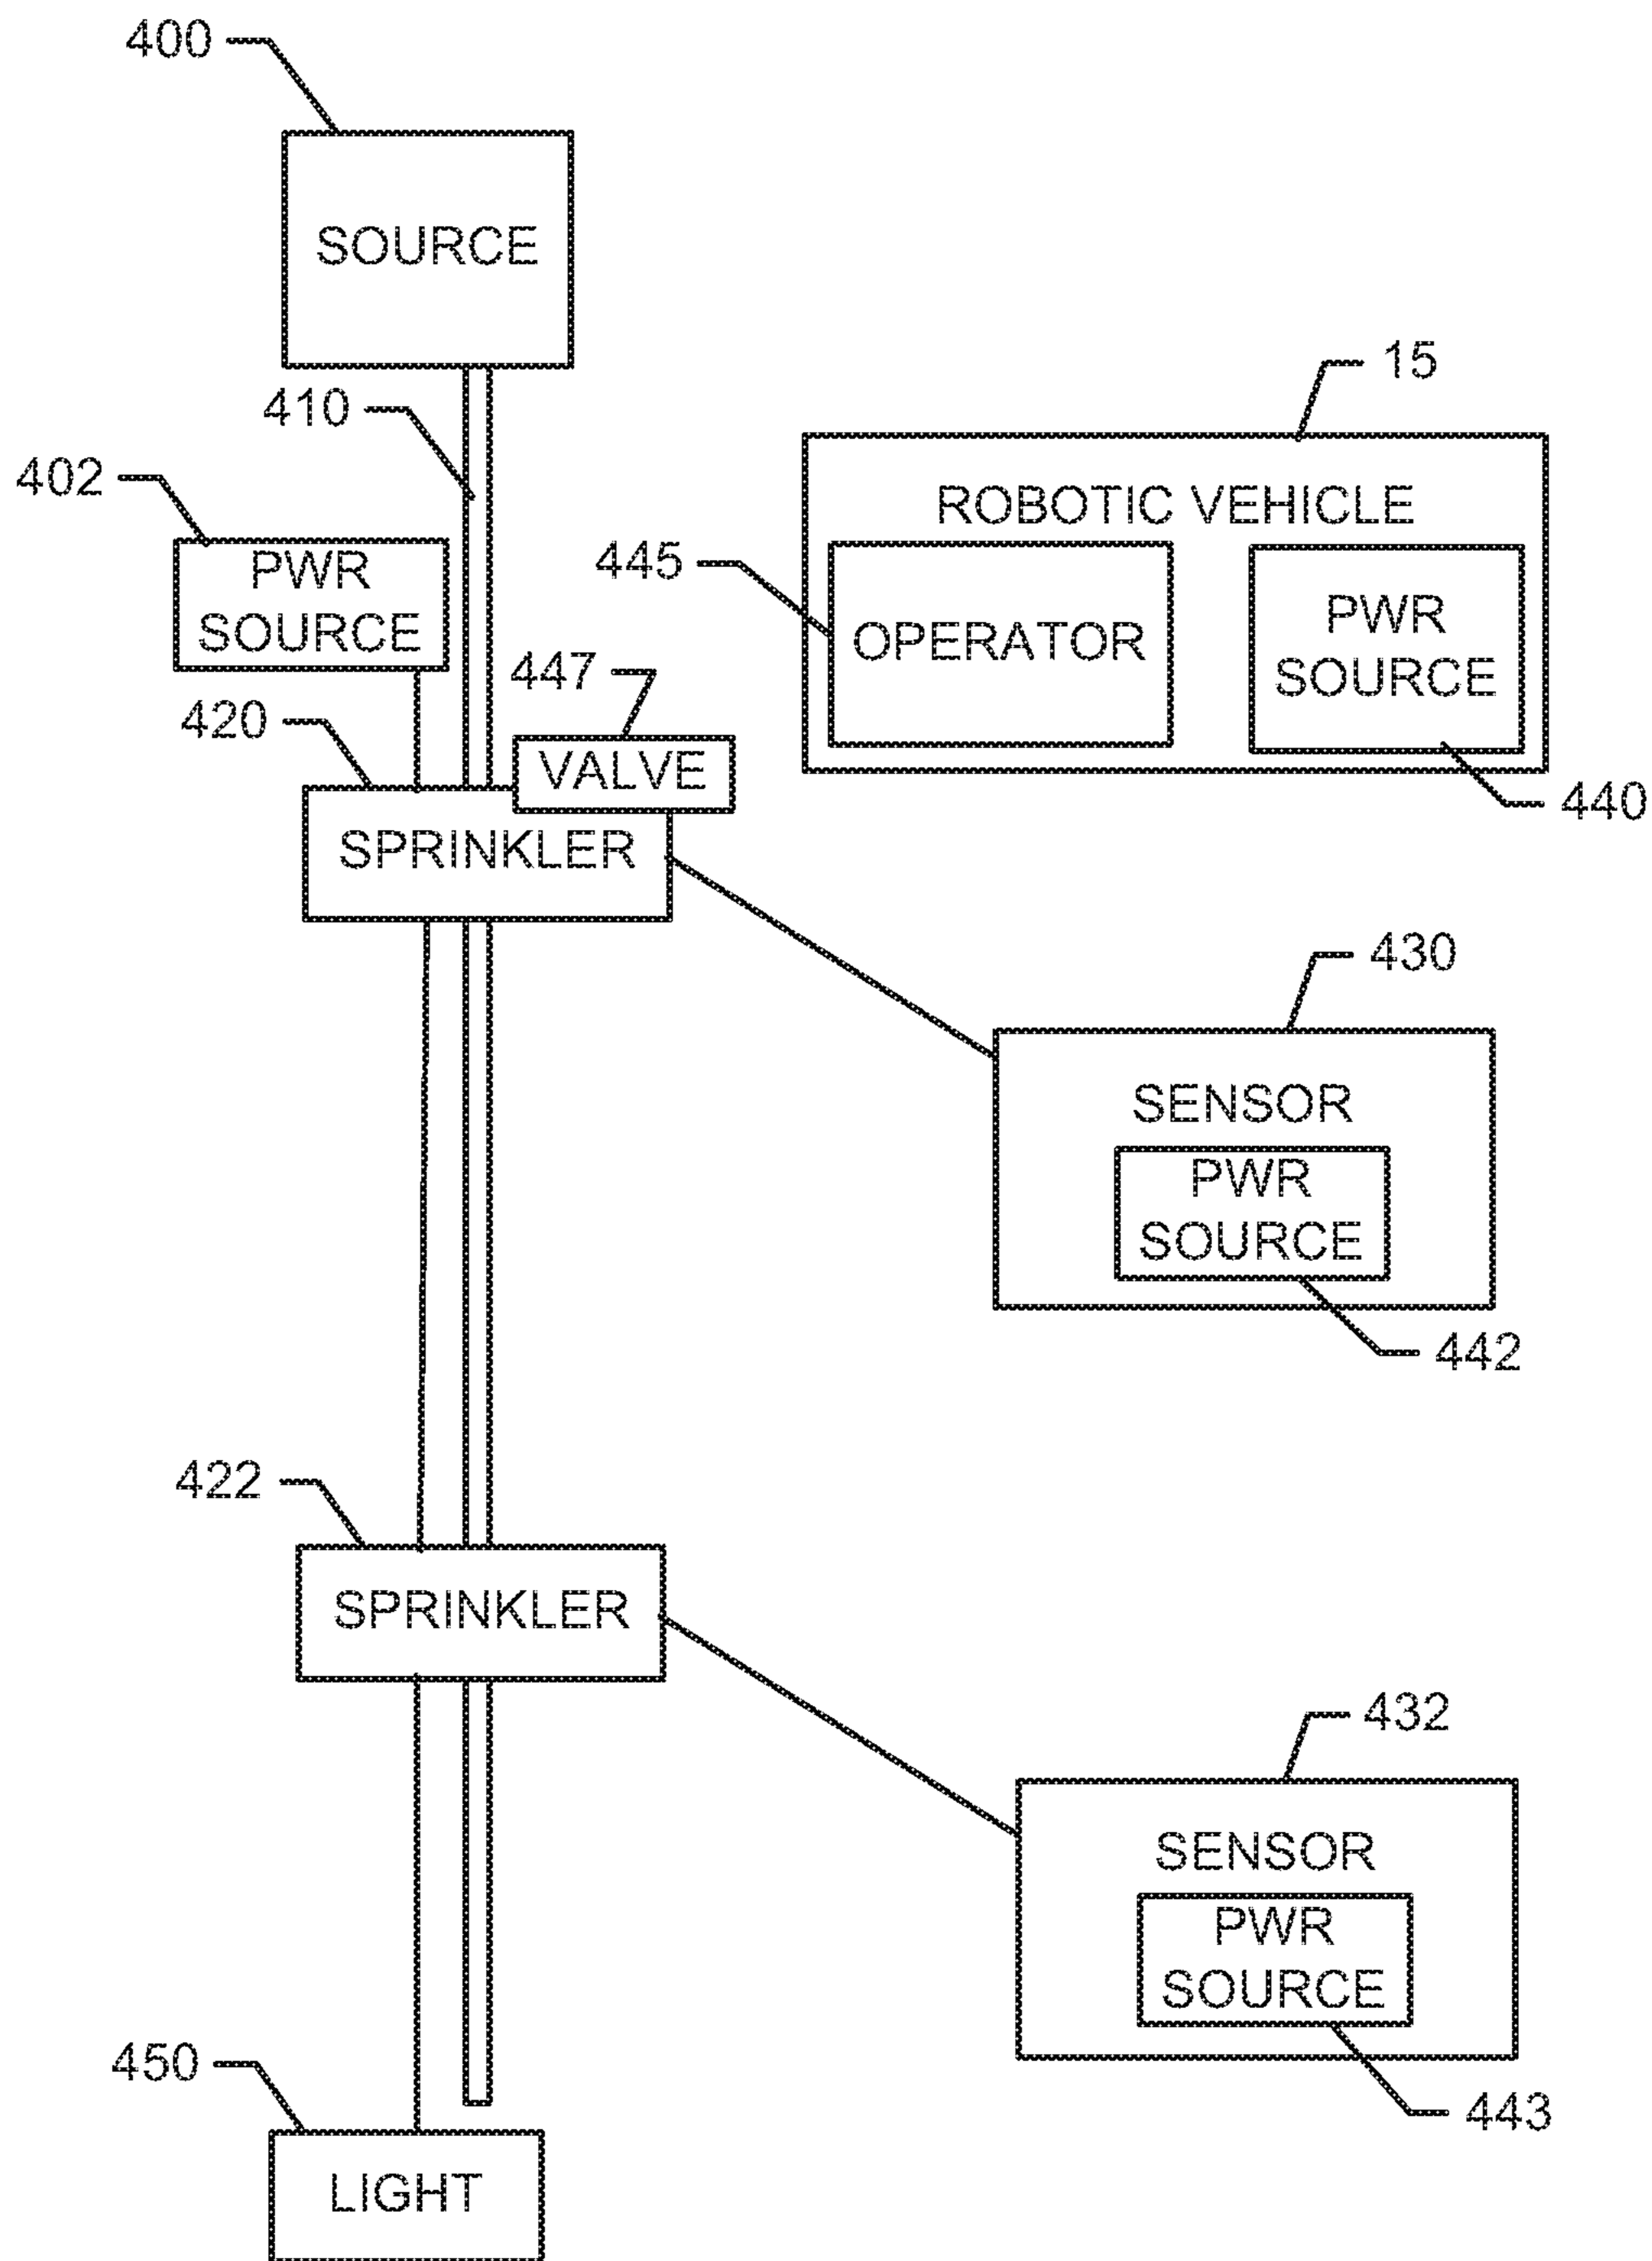 400
SOURCE
410
15
402
ROBOTIC VEHICLE
PWR
SOURCE
445
OPERATOR
PWR
SOURCE
447
420
VALVE
440
SPRINKLER
430
SENSOR
PWR
SOURCE
442
422
SPRINKLER
432
SENSOR
PWR
SOURCE
450
443
LIGHT